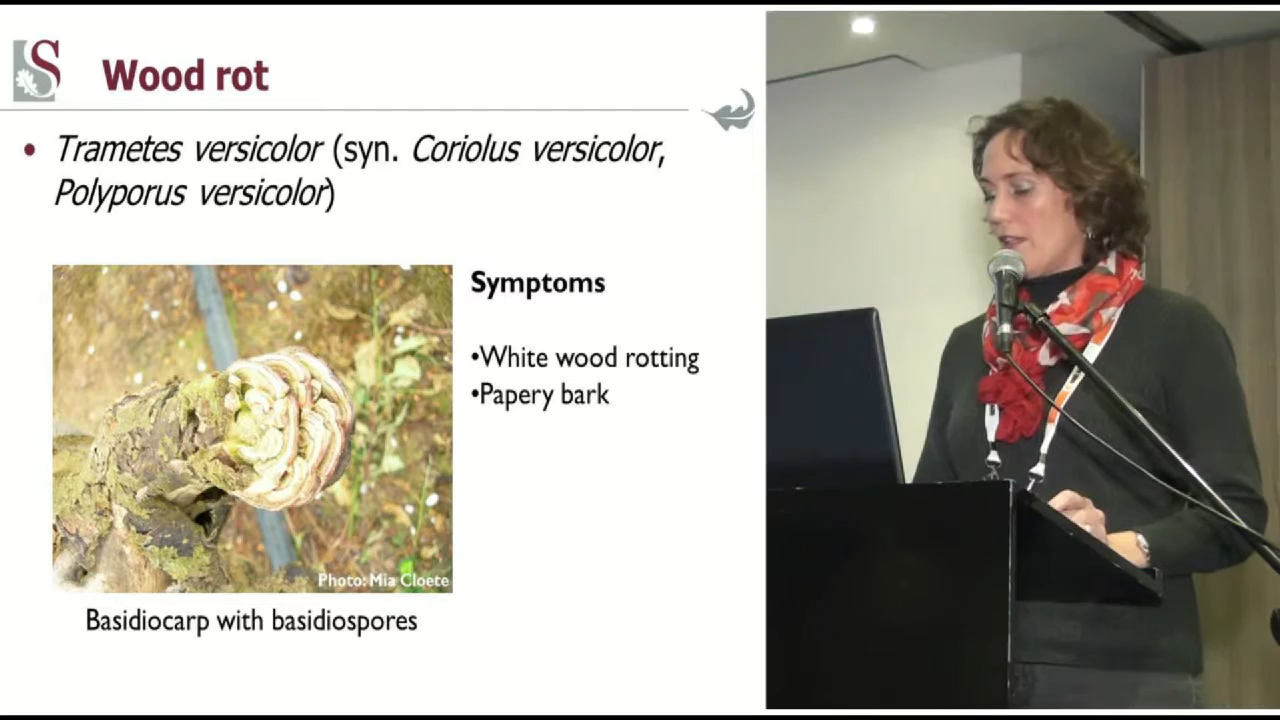 S
Wood rot
• Trametes versicolor (syn. Coriolus versicolor,
Polyporus versicolor)
Symptoms
•White wood rotting
•Papery bark
Photo: Mia Cloete
Basidiocarp with basidiospores